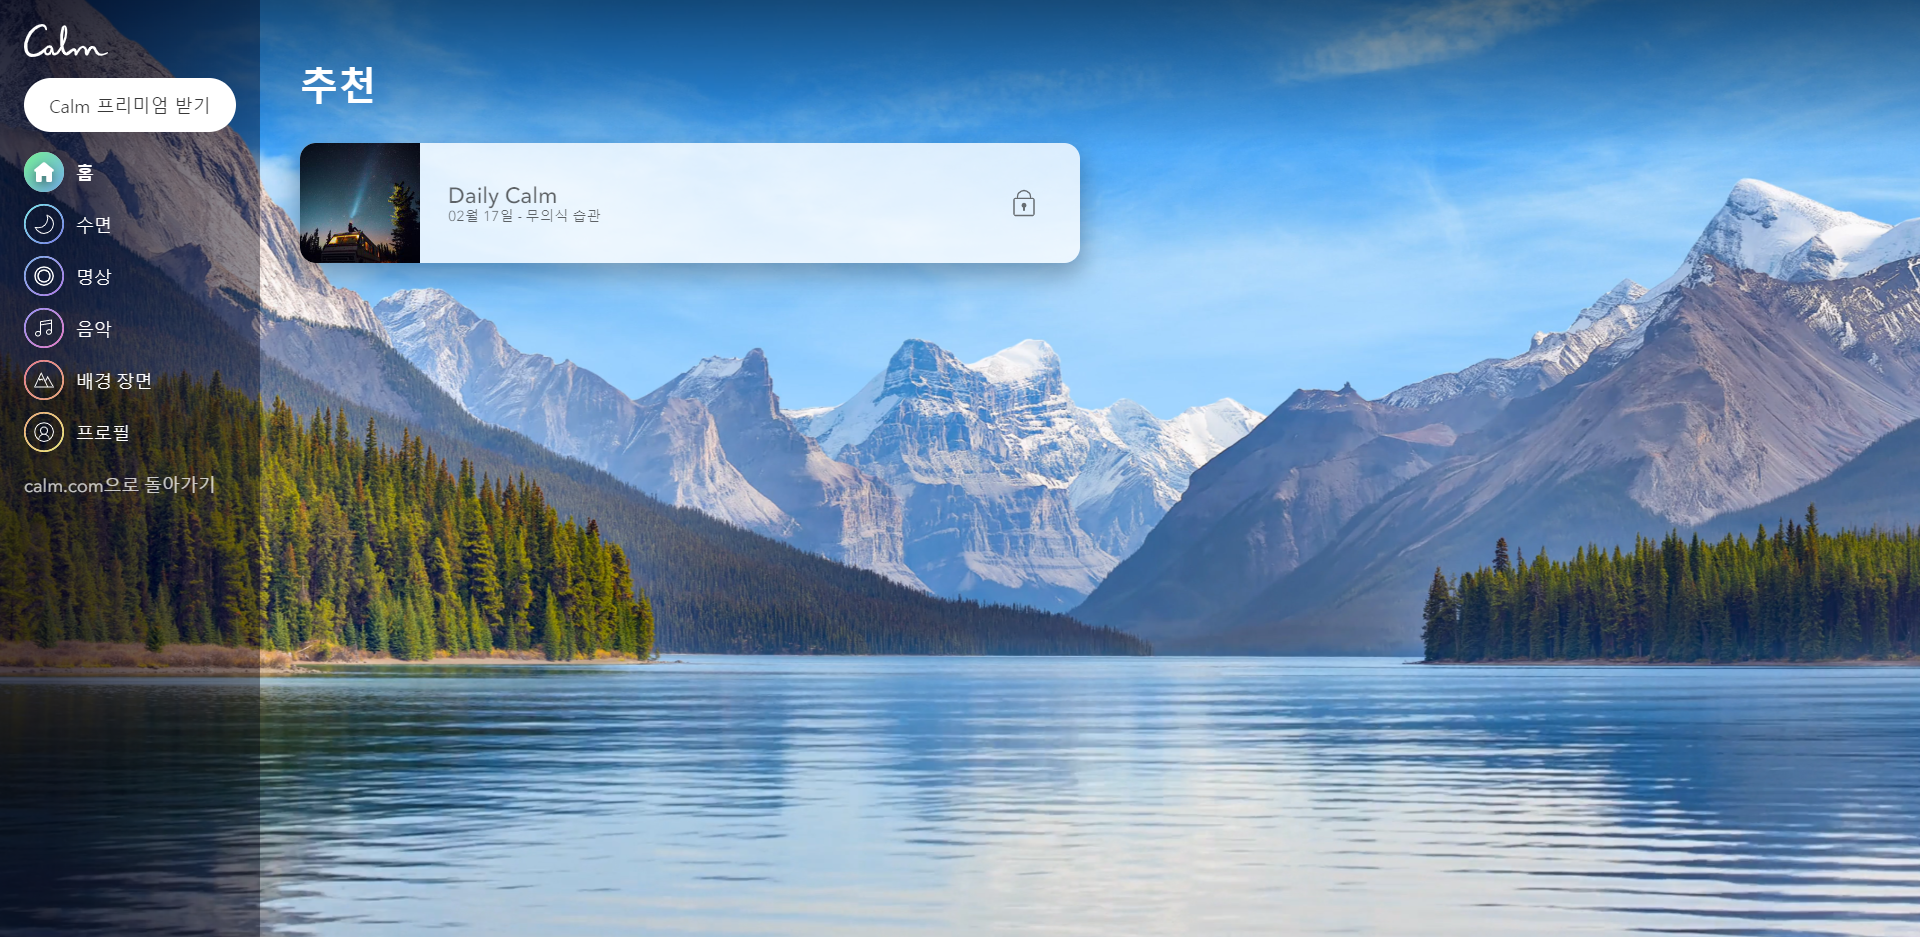 Calm
Calm 프리미엄 받기
홈
수면
명상
음악
배경 장면
프로필
calm.com으로 돌아가기
추천
Daily Calm
02월 17일 - 무의식 습관